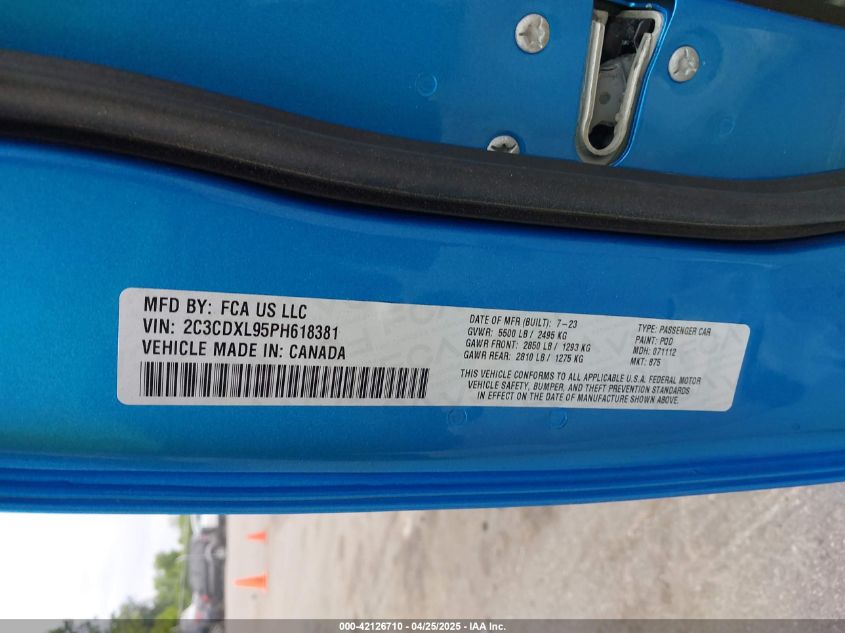 MFD BY: FCA US LLC
VIN: 2C3CDXL95PH618381
VEHICLE MADE IN: CANADA
DATE OF MFR (BUILT): 7-23
GVWR: 5500 LB / 2495 KG
GAWR FRONT: 2850 LB / 1293 KG
GAWR REAR: 2810 LB / 1275 KG
TYPE: PASSENGER CAR
PAINT: PQD
MDH: 071112
MKT: 875
THIS VEHICLE CONFORMS TO ALL APPLICABLE U.S.A. FEDERAL MOTOR
VEHICLE SAFETY, BUMPER, AND THEFT PREVENTION STANDARDS
IN EFFECT ON THE DATE OF MANUFACTURE SHOWN ABOVE.
000-42126710 - 04/25/2025 - IAA Inc.